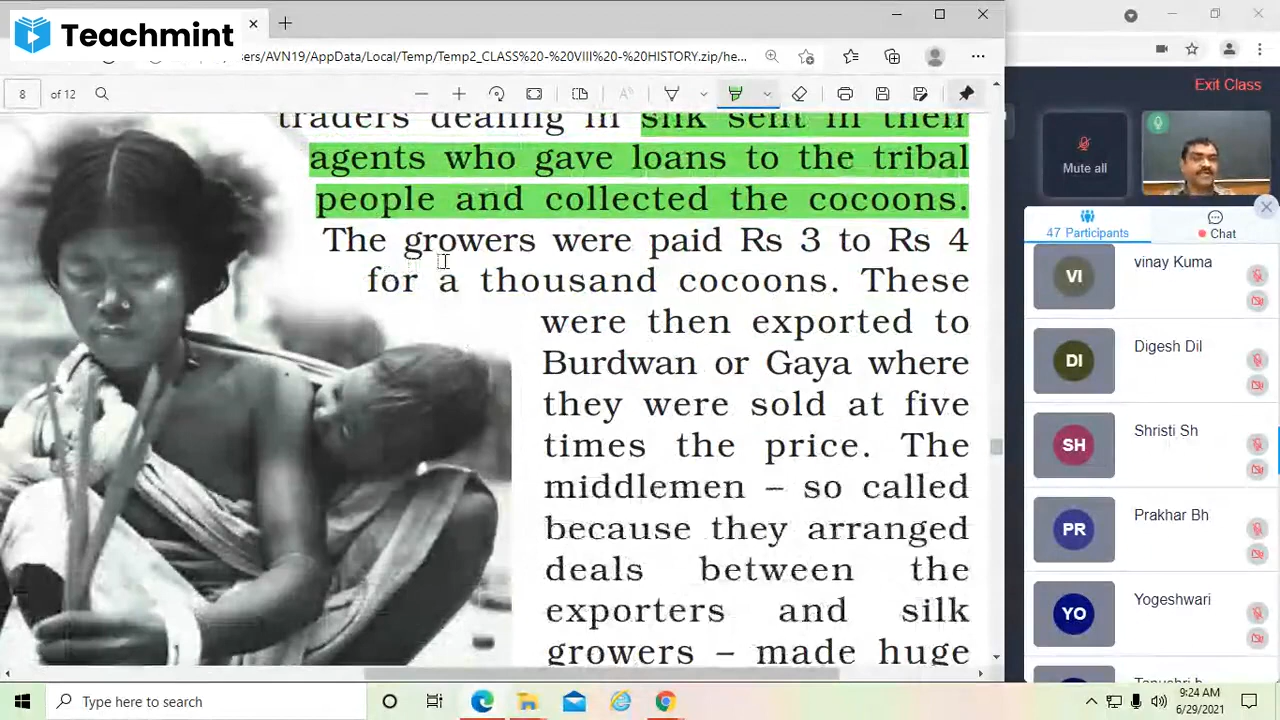 Teachmint
ers/AVN19/AppData/Local/Temp/Temp2_CLASS%20-%20VIII%20-%20HISTORY.zip/he...
8 of 12
Exit Class
Mute all
47 Participants
Chat
traders dealing in silk sent in their
agents who gave loans to the tribal
people and collected the cocoons.
The growers were paid Rs 3 to Rs 4
for a thousand cocoons. These
were then exported to
Burdwan or Gaya where
they were sold at five
times the price. The
middlemen – so called
because they arranged
deals between the
exporters and silk
growers – made huge
VI vinay Kuma
DI Digesh Dil
SH Shristi Sh
PR Prakhar Bh
YO Yogeshwari
Type here to search
9:24 AM
6/29/2021